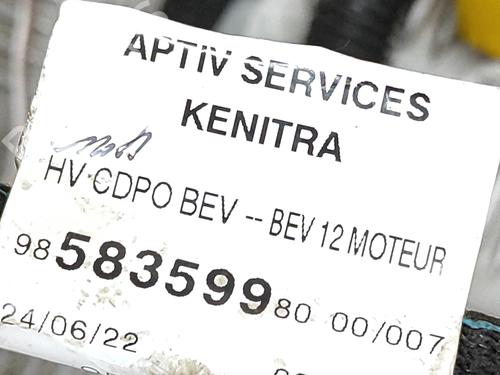 APTIV SERVICES
KENITRA
HV CDPO BEV -- BEV 12 MOTEUR
98 583599 80 00/007
24/06/22